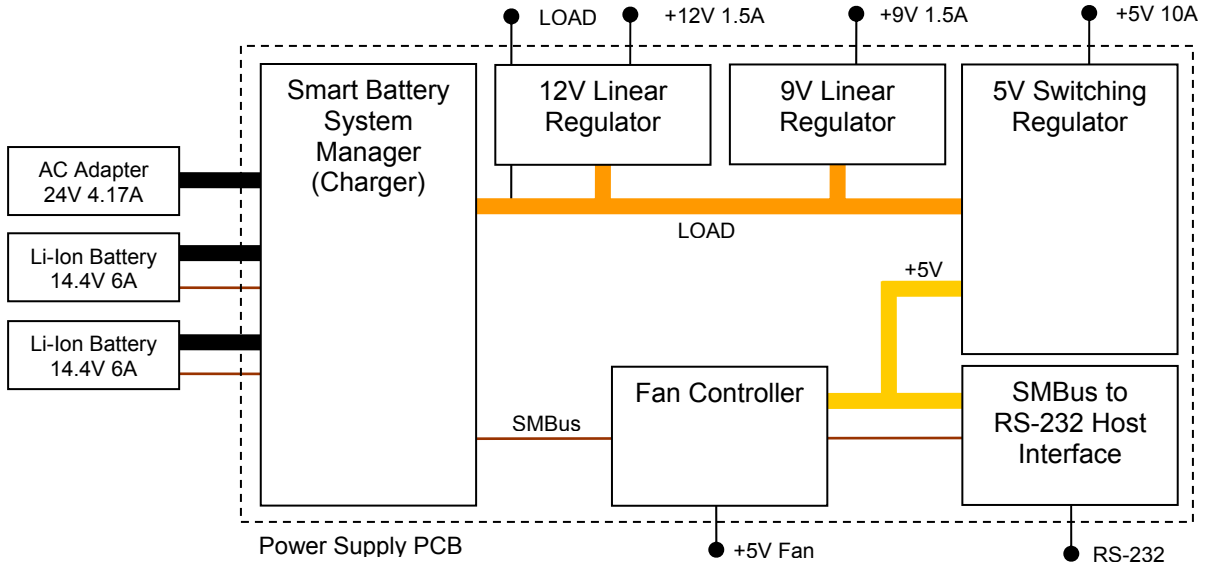 LOAD
+12V 1.5A
+9V 1.5A
+5V 10A
Smart Battery
System
Manager
(Charger)
12V Linear
Regulator
9V Linear
Regulator
5V Switching
Regulator
AC Adapter
24V 4.17A
LOAD
Li-Ion Battery
14.4V 6A
+5V
Li-Ion Battery
14.4V 6A
Fan Controller
SMBus to
RS-232 Host
Interface
SMBus
Power Supply PCB
+5V Fan
RS-232